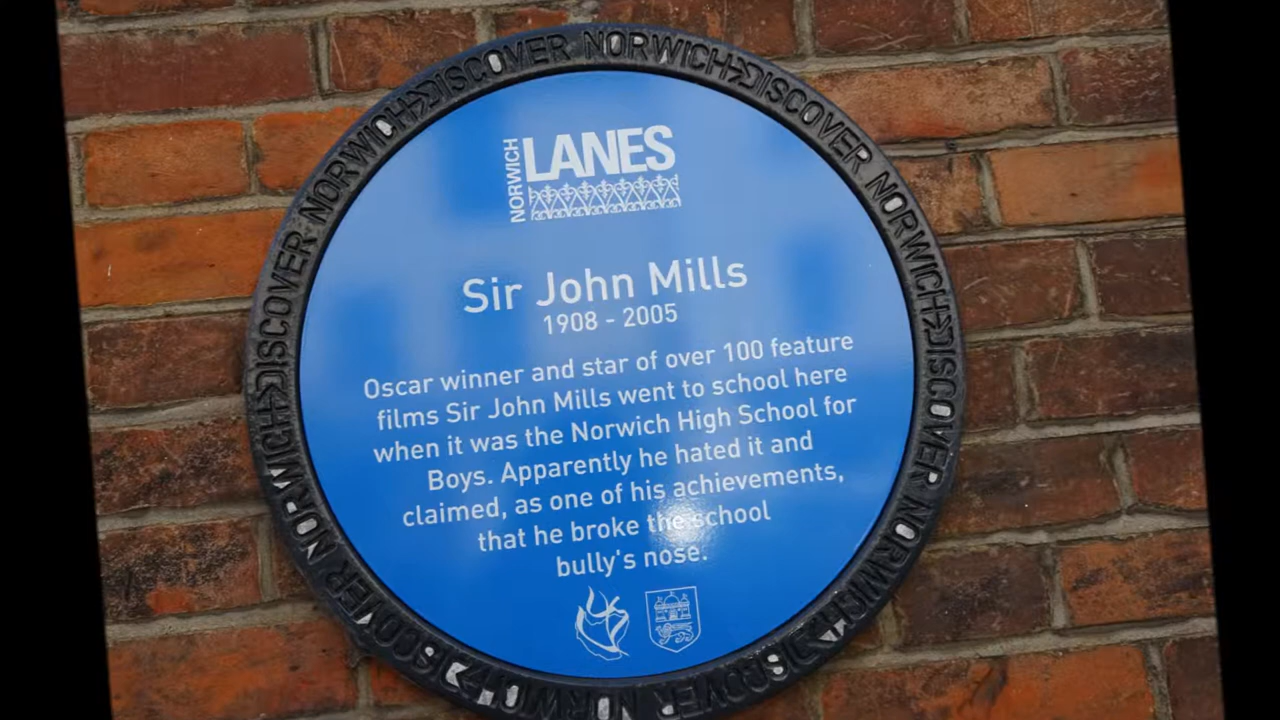 DISCOVER NORWICH>DISCOVER NORWICH>DISCOVER NORWICH>DISCOVER NORWICH>DISCOVER NORWICH>DISCOVER NORWICH>
NORWICH
LANES
Sir John Mills
1908 - 2005
Oscar winner and star of over 100 feature
films Sir John Mills went to school here
when it was the Norwich High School for
Boys. Apparently he hated it and
claimed, as one of his achievements,
that he broke the school
bully's nose.